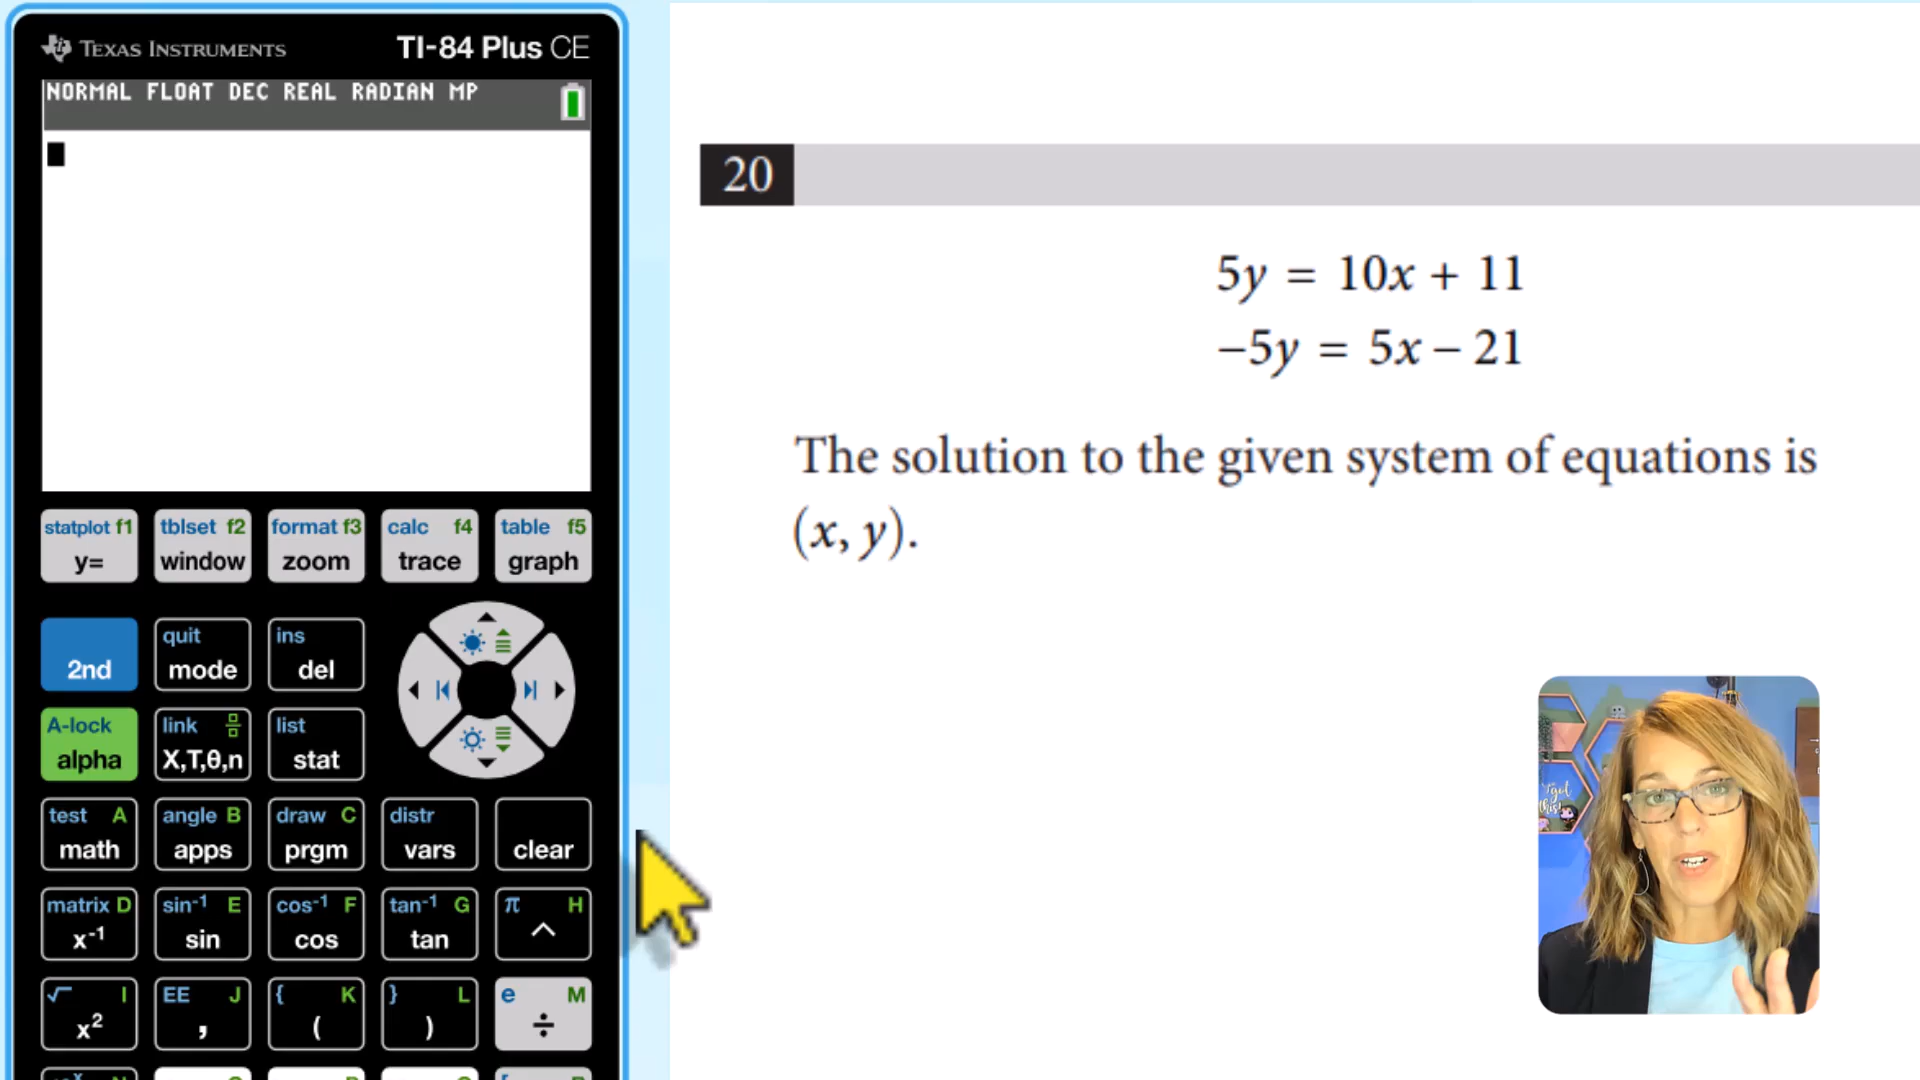 TEXAS INSTRUMENTS TI-84 Plus CE
NORMAL FLOAT DEC REAL RADIAN MP
20
5y = 10x + 11
−5y = 5x − 21
The solution to the given system of equations is
(x, y).
statplot f1 tblset f2 format f3 calc f4 table f5
y= window zoom trace graph
quit ins
2nd mode del
A-lock link list
alpha X,T,θ,n stat
test A angle B draw C distr
math apps prgm vars clear
matrix D sin⁻¹ E cos⁻¹ F tan⁻¹ G π H
x⁻¹ sin cos tan ^
√ I EE J { K } L e M
x² , ( ) ÷
got
this!